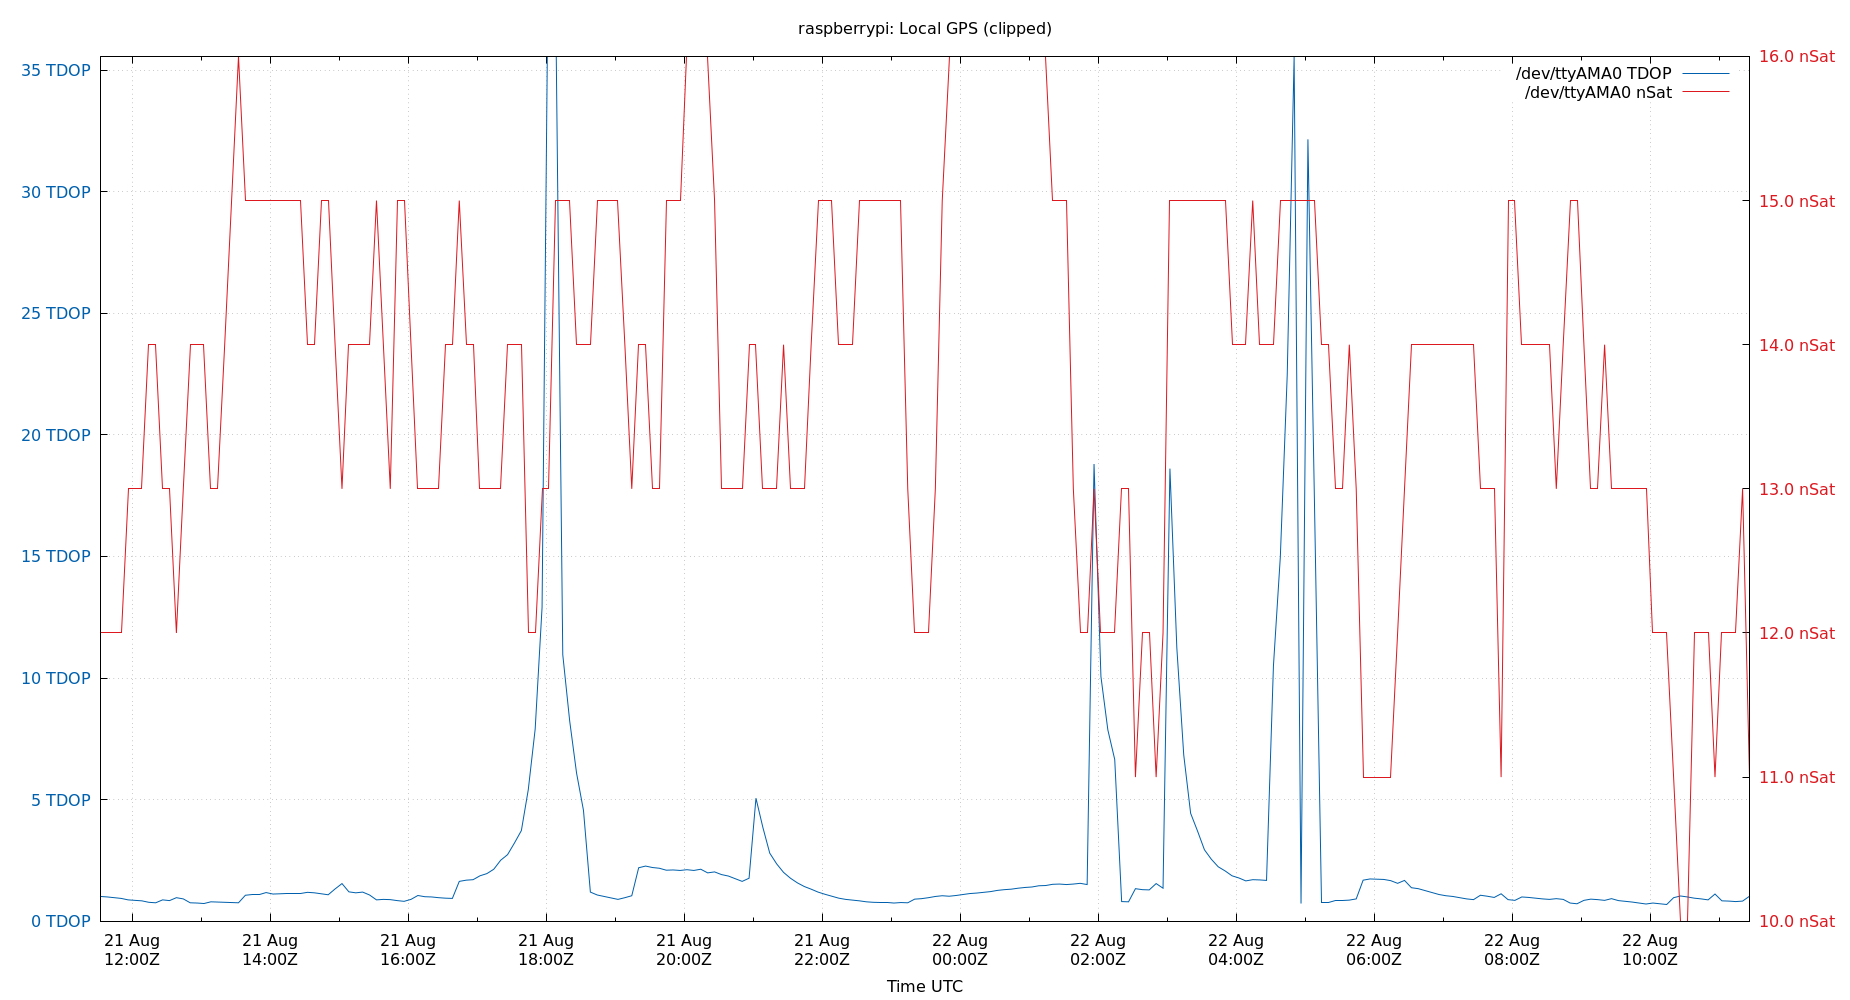 raspberrypi: Local GPS (clipped)
/dev/ttyAMA0 TDOP
/dev/ttyAMA0 nSat
35 TDOP
30 TDOP
25 TDOP
20 TDOP
15 TDOP
10 TDOP
5 TDOP
0 TDOP
16.0 nSat
15.0 nSat
14.0 nSat
13.0 nSat
12.0 nSat
11.0 nSat
10.0 nSat
21 Aug
12:00Z
21 Aug
14:00Z
21 Aug
16:00Z
21 Aug
18:00Z
21 Aug
20:00Z
21 Aug
22:00Z
22 Aug
00:00Z
22 Aug
02:00Z
22 Aug
04:00Z
22 Aug
06:00Z
22 Aug
08:00Z
22 Aug
10:00Z
Time UTC